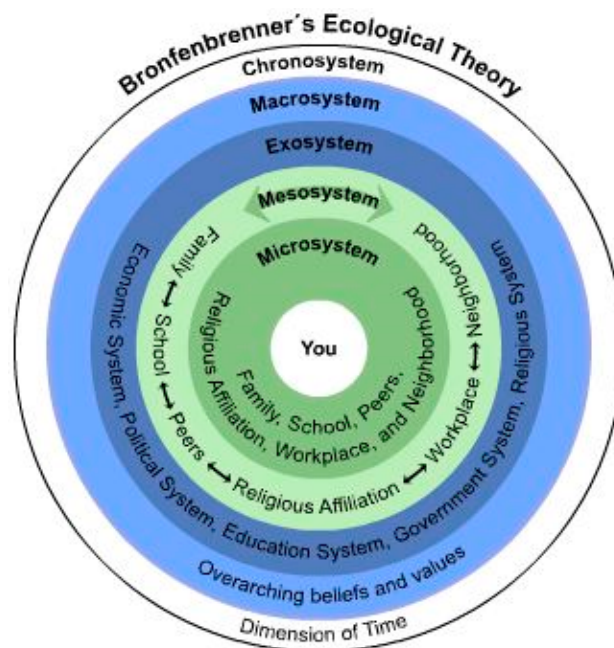 Bronfenbrenner´s Ecological Theory
Chronosystem
Macrosystem
Exosystem
Mesosystem
Microsystem
You
Family, School, Peers,
Religious Affiliation, Workplace, and Neighborhood
Family ↔ School ↔ Peers ↔ Religious Affiliation ↔ Workplace ↔ Neighborhood
Economic System, Political System, Education System, Government System, Religious System
Overarching beliefs and values
Dimension of Time